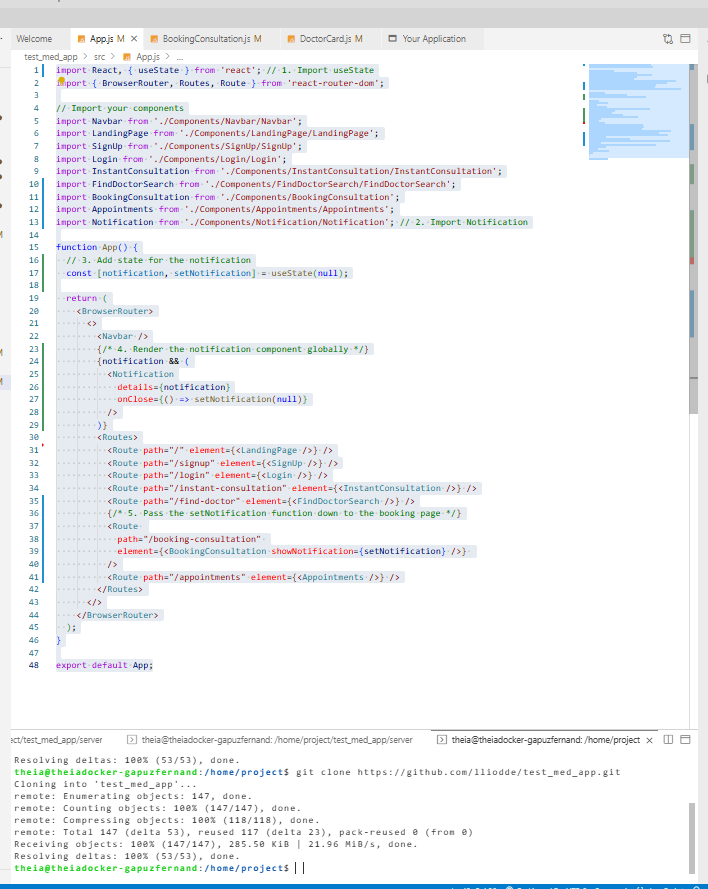 Welcome App.js M × BookingConsultation.js M DoctorCard.js M Your Application
test_med_app > src > App.js > ...
1 import React, { useState } from 'react'; // 1. Import useState
2 import { BrowserRouter, Routes, Route } from 'react-router-dom';
3
4 // Import your components
5 import Navbar from './Components/Navbar/Navbar';
6 import LandingPage from './Components/LandingPage/LandingPage';
7 import SignUp from './Components/SignUp/SignUp';
8 import Login from './Components/Login/Login';
9 import InstantConsultation from './Components/InstantConsultation/InstantConsultation';
10 import FindDoctorSearch from './Components/FindDoctorSearch/FindDoctorSearch';
11 import BookingConsultation from './Components/BookingConsultation';
12 import Appointments from './Components/Appointments/Appointments';
13 import Notification from './Components/Notification/Notification'; // 2. Import Notification
14
15 function App() {
16 // 3. Add state for the notification
17 const [notification, setNotification] = useState(null);
18
19 return (
20 <BrowserRouter>
21 <>
22 <Navbar />
23 {/* 4. Render the notification component globally */}
24 {notification && (
25 <Notification
26 details={notification}
27 onClose={() => setNotification(null)}
28 />
29 )}
30 <Routes>
31 <Route path="/" element={<LandingPage />} />
32 <Route path="/signup" element={<SignUp />} />
33 <Route path="/login" element={<Login />} />
34 <Route path="/instant-consultation" element={<InstantConsultation />} />
35 <Route path="/find-doctor" element={<FindDoctorSearch />} />
36 {/* 5. Pass the setNotification function down to the booking page */}
37 <Route
38 path="/booking-consultation"
39 element={<BookingConsultation showNotification={setNotification} />}
40 />
41 <Route path="/appointments" element={<Appointments />} />
42 </Routes>
43 </>
44 </BrowserRouter>
45 );
46 }
47
48 export default App;
ect/test_med_app/server theia@theiadocker-gapuzfernand: /home/project/test_med_app/server theia@theiadocker-gapuzfernand: /home/project ×
Resolving deltas: 100% (53/53), done.
theia@theiadocker-gapuzfernand:/home/project$ git clone https://github.com/lliodde/test_med_app.git
Cloning into 'test_med_app'...
remote: Enumerating objects: 147, done.
remote: Counting objects: 100% (147/147), done.
remote: Compressing objects: 100% (118/118), done.
remote: Total 147 (delta 53), reused 117 (delta 23), pack-reused 0 (from 0)
Receiving objects: 100% (147/147), 285.50 KiB | 21.96 MiB/s, done.
Resolving deltas: 100% (53/53), done.
theia@theiadocker-gapuzfernand:/home/project$